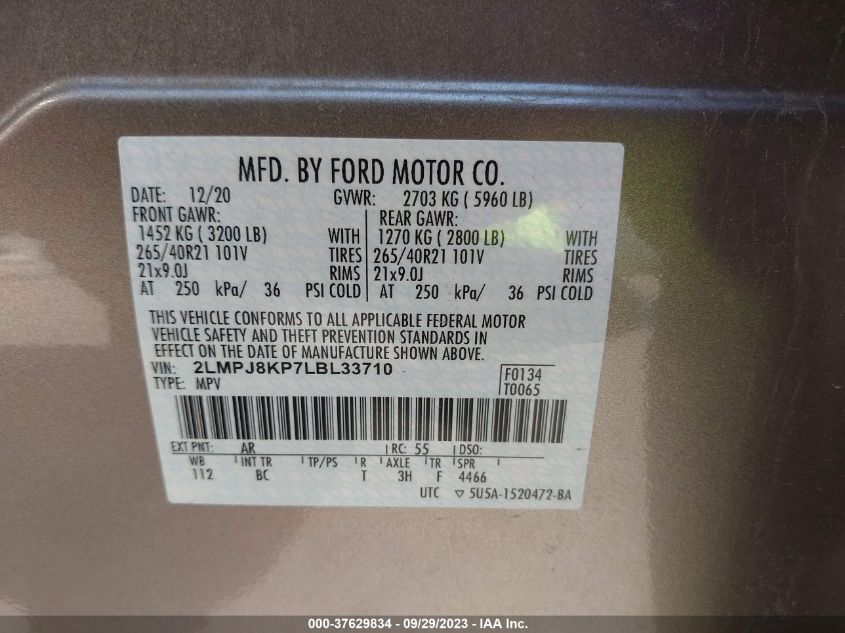 MFD. BY FORD MOTOR CO.
DATE: 12/20 GVWR: 2703 KG ( 5960 LB)
FRONT GAWR: REAR GAWR:
1452 KG ( 3200 LB) WITH 1270 KG ( 2800 LB) WITH
265/40R21 101V TIRES 265/40R21 101V TIRES
21x9.0J RIMS 21x9.0J RIMS
AT 250 kPa/ 36 PSI COLD AT 250 kPa/ 36 PSI COLD
THIS VEHICLE CONFORMS TO ALL APPLICABLE FEDERAL MOTOR
VEHICLE SAFETY AND THEFT PREVENTION STANDARDS IN
EFFECT ON THE DATE OF MANUFACTURE SHOWN ABOVE.
VIN: 2LMPJ8KP7LBL33710 F0134
TYPE: MPV T0065
EXT PNT: AR RC: 55 DSO:
WB INT TR TP/PS R AXLE TR SPR
112 BC T 3H F 4466
UTC ▽ 5U5A-1520472-BA
000-37629834 - 09/29/2023 - IAA Inc.